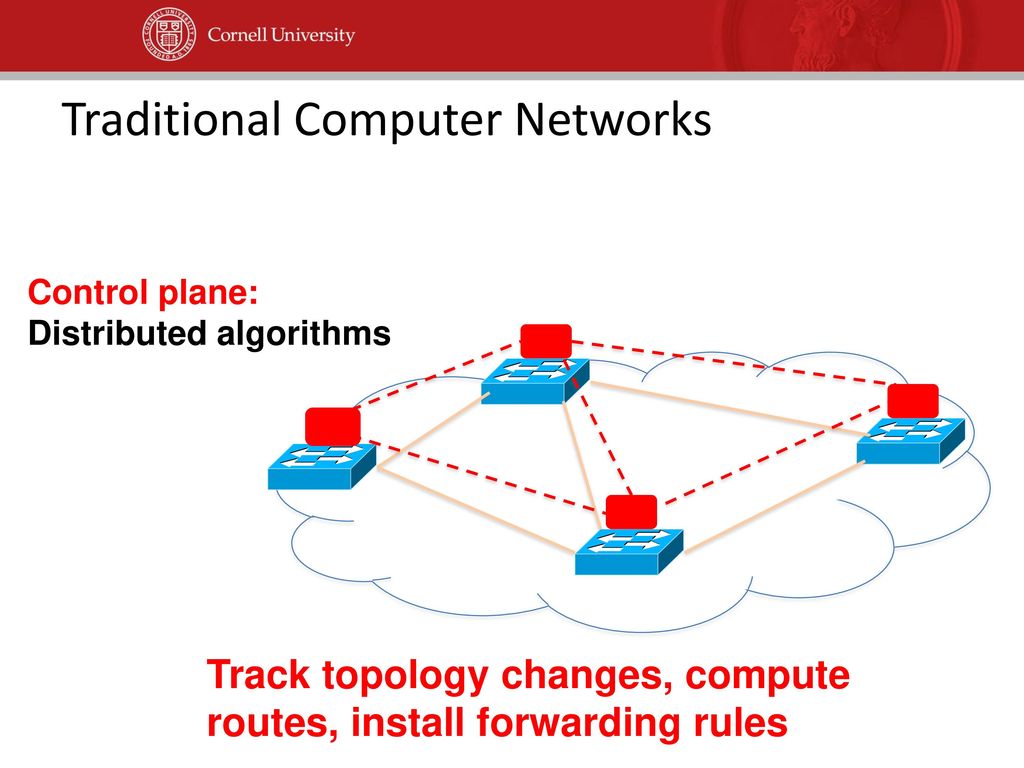 Cornell University
Traditional Computer Networks
Control plane:
Distributed algorithms
Track topology changes, compute
routes, install forwarding rules